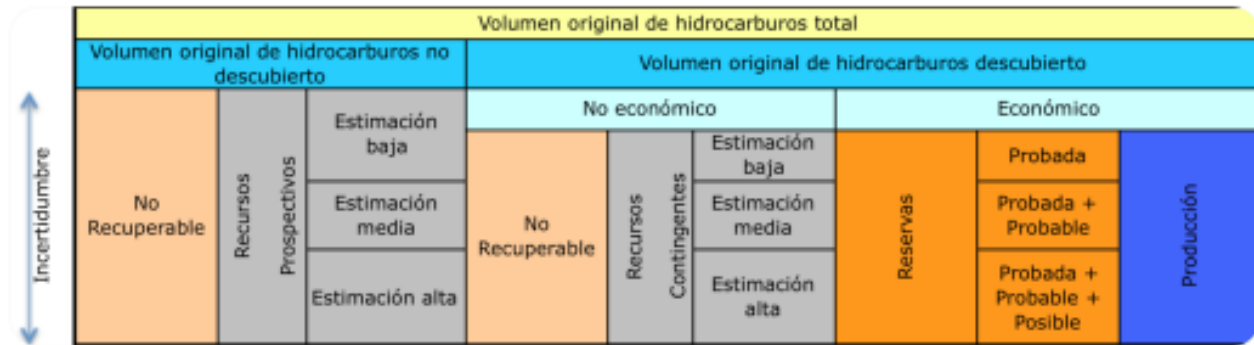 Volumen original de hidrocarburos total
Volumen original de hidrocarburos no
descubierto
Volumen original de hidrocarburos descubierto
No económico
Económico
Incertidumbre
No
Recuperable
Recursos
Prospectivos
Estimación
baja
Estimación
media
Estimación alta
No
Recuperable
Recursos
Contingentes
Estimación
baja
Estimación
media
Estimación
alta
Reservas
Probada
Probada +
Probable
Probada +
Probable +
Posible
Producción